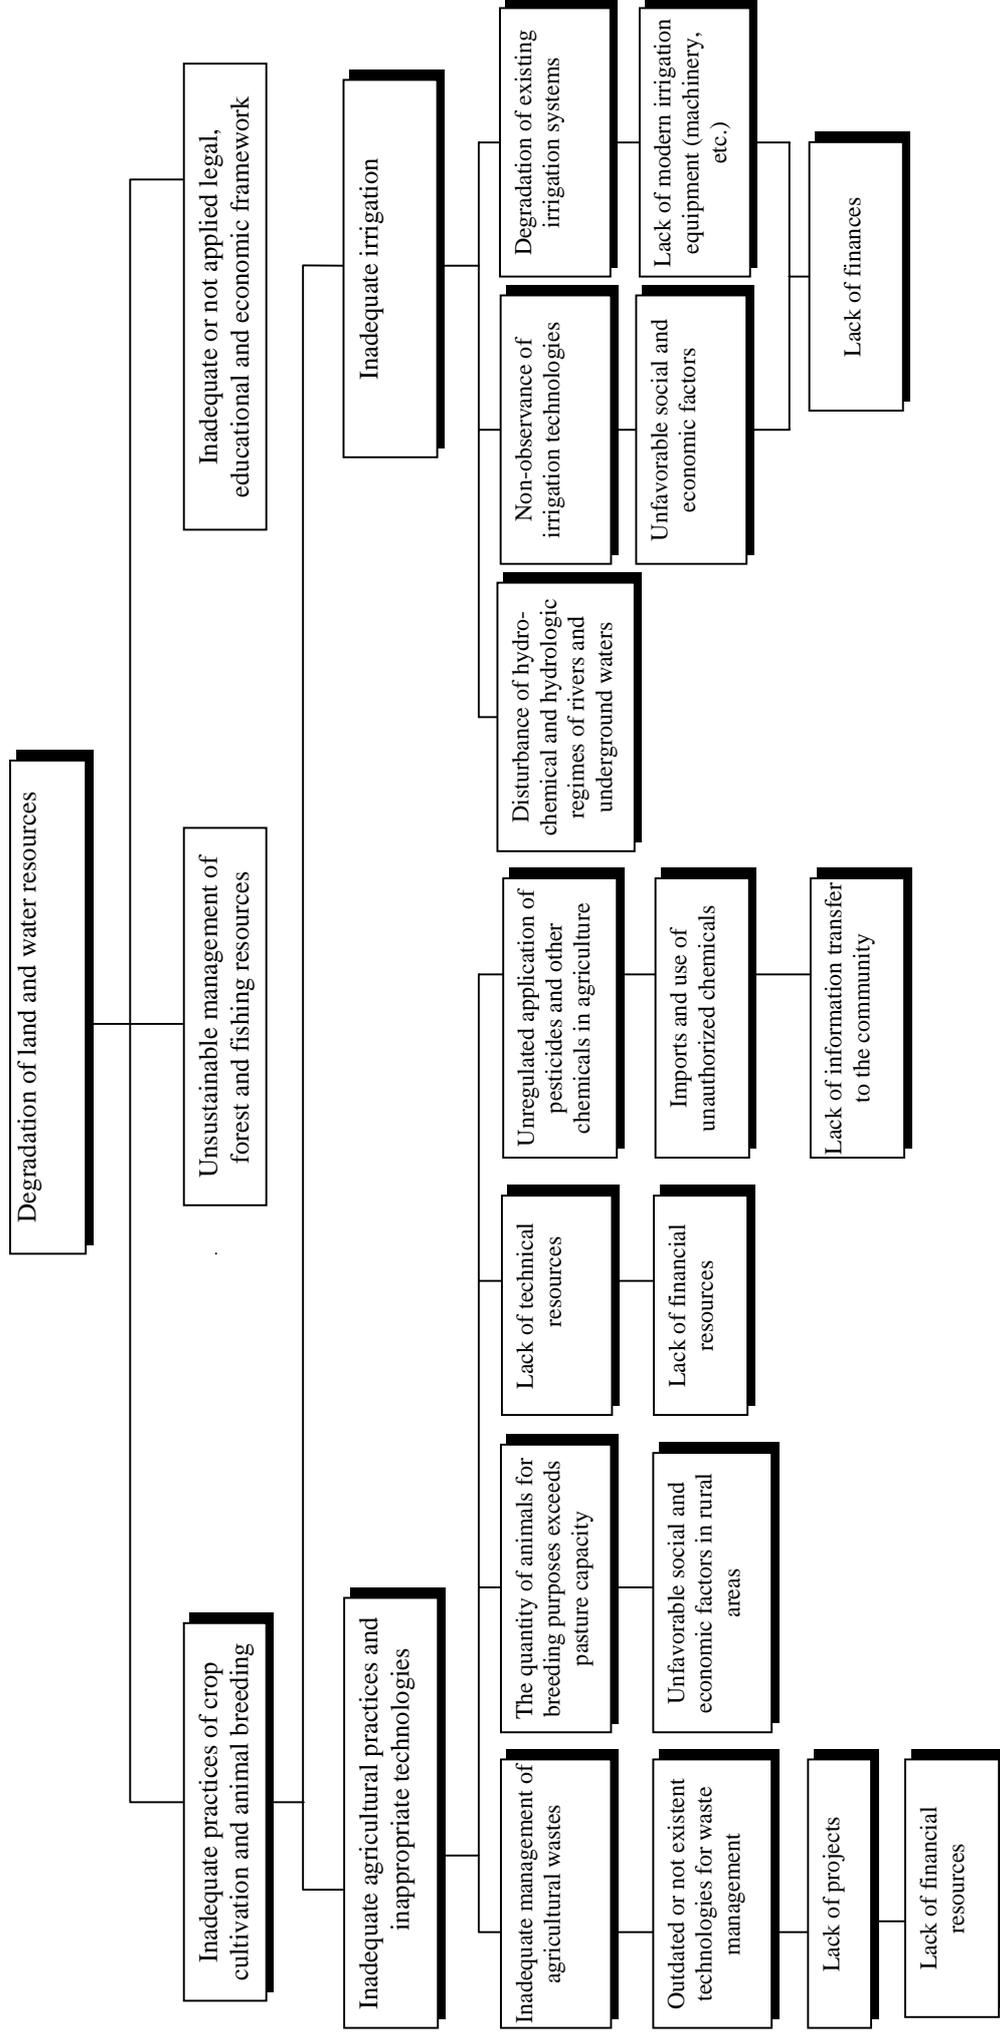 Degradation of land and water resources
Inadequate practices of crop
cultivation and animal breeding
Unsustainable management of
forest and fishing resources
Inadequate or not applied legal,
educational and economic framework
Inadequate agricultural practices and
inappropriate technologies
Inadequate irrigation
Inadequate management of
agricultural wastes
The quantity of animals for
breeding purposes exceeds
pasture capacity
Lack of technical
resources
Unregulated application of
pesticides and other
chemicals in agriculture
Disturbance of hydro-
chemical and hydrologic
regimes of rivers and
underground waters
Non-observance of
irrigation technologies
Degradation of existing
irrigation systems
Outdated or not existent
technologies for waste
management
Unfavorable social and
economic factors in rural
areas
Lack of financial
resources
Imports and use of
unauthorized chemicals
Unfavorable social and
economic factors
Lack of modern irrigation
equipment (machinery,
etc.)
Lack of projects
Lack of information transfer
to the community
Lack of finances
Lack of financial
resources